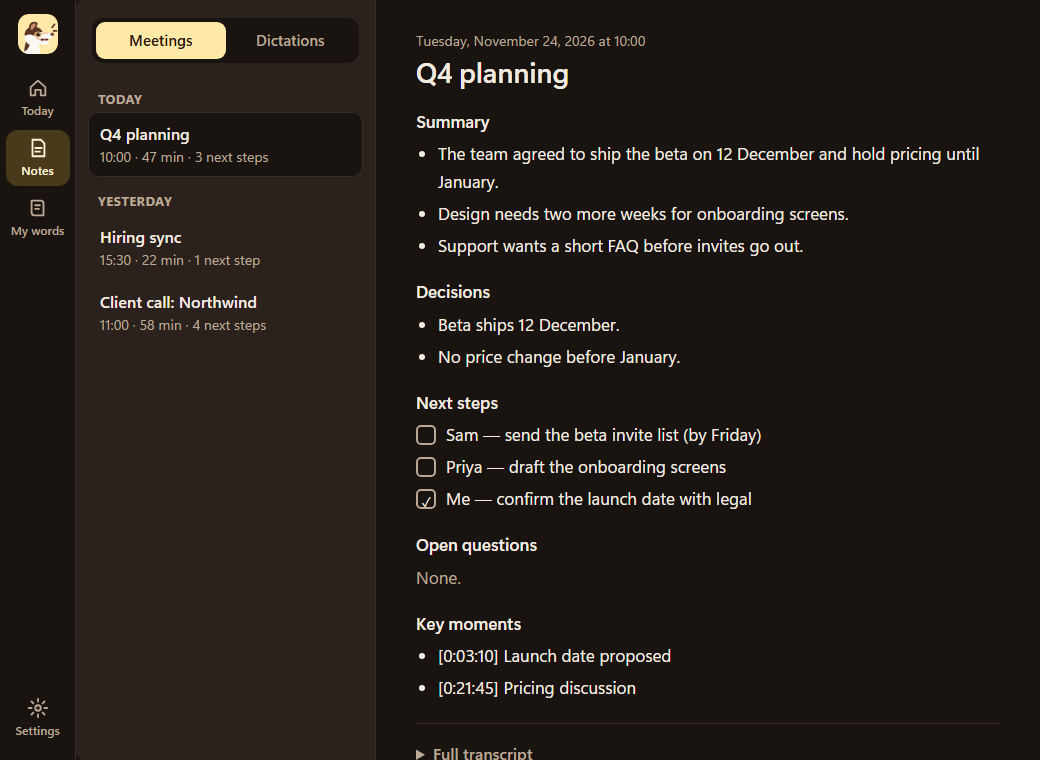 Meetings
Dictations
Today
Notes
My words
Settings
TODAY
Q4 planning
10:00 · 47 min · 3 next steps
YESTERDAY
Hiring sync
15:30 · 22 min · 1 next step
Client call: Northwind
11:00 · 58 min · 4 next steps
Tuesday, November 24, 2026 at 10:00
Q4 planning
Summary
• The team agreed to ship the beta on 12 December and hold pricing until
January.
• Design needs two more weeks for onboarding screens.
• Support wants a short FAQ before invites go out.
Decisions
• Beta ships 12 December.
• No price change before January.
Next steps
Sam — send the beta invite list (by Friday)
Priya — draft the onboarding screens
Me — confirm the launch date with legal
Open questions
None.
Key moments
• [0:03:10] Launch date proposed
• [0:21:45] Pricing discussion
Full transcript